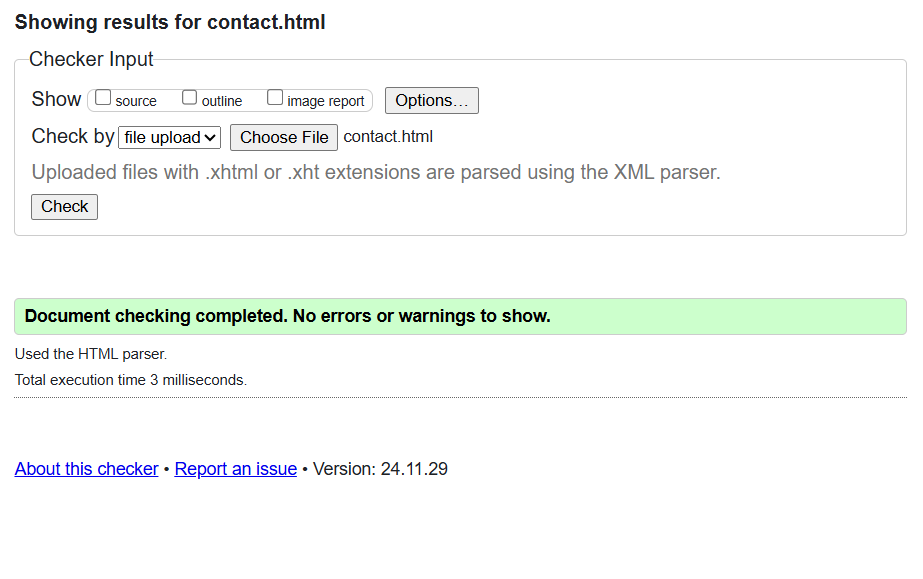 Showing results for contact.html
Checker Input
Show source outline image report Options...
Check by file upload Choose File contact.html
Uploaded files with .xhtml or .xht extensions are parsed using the XML parser.
Check
Document checking completed. No errors or warnings to show.
Used the HTML parser.
Total execution time 3 milliseconds.
About this checker • Report an issue • Version: 24.11.29